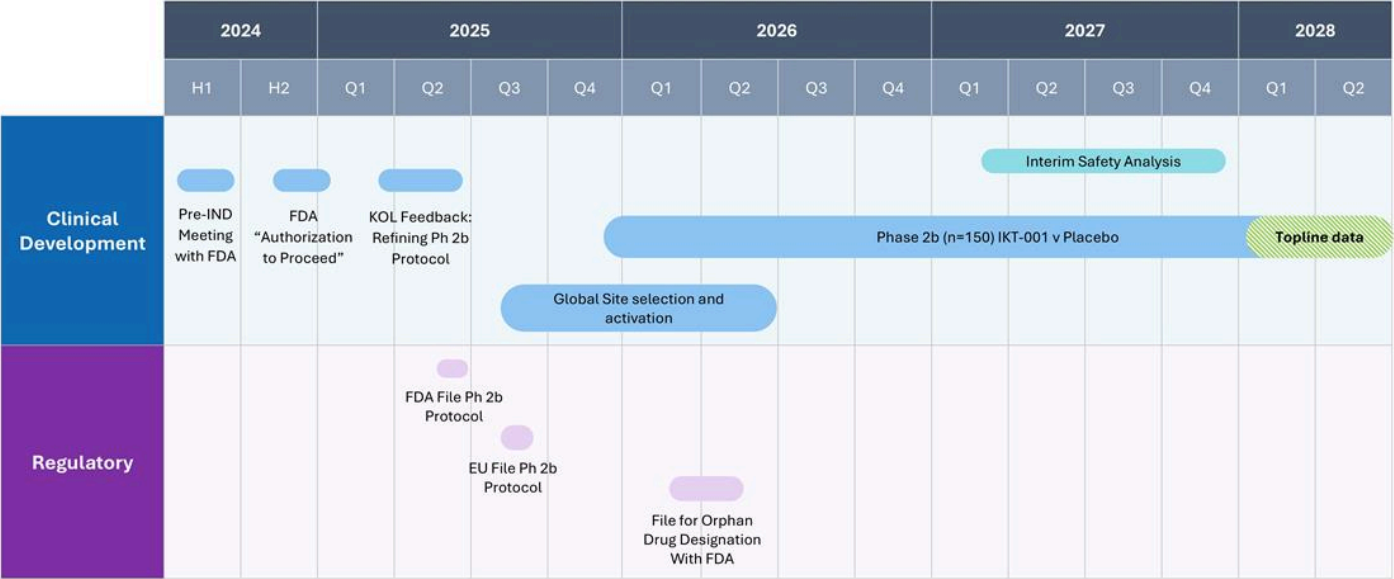 2024 2025 2026 2027 2028
H1 H2 Q1 Q2 Q3 Q4 Q1 Q2 Q3 Q4 Q1 Q2 Q3 Q4 Q1 Q2
Clinical
Development
Interim Safety Analysis
Pre-IND
Meeting
with FDA
FDA
“Authorization
to Proceed”
KOL Feedback:
Refining Ph 2b
Protocol
Phase 2b (n=150) IKT-001 v Placebo
Topline data
Global Site selection and
activation
Regulatory
FDA File Ph 2b
Protocol
EU File Ph 2b
Protocol
File for Orphan
Drug Designation
With FDA